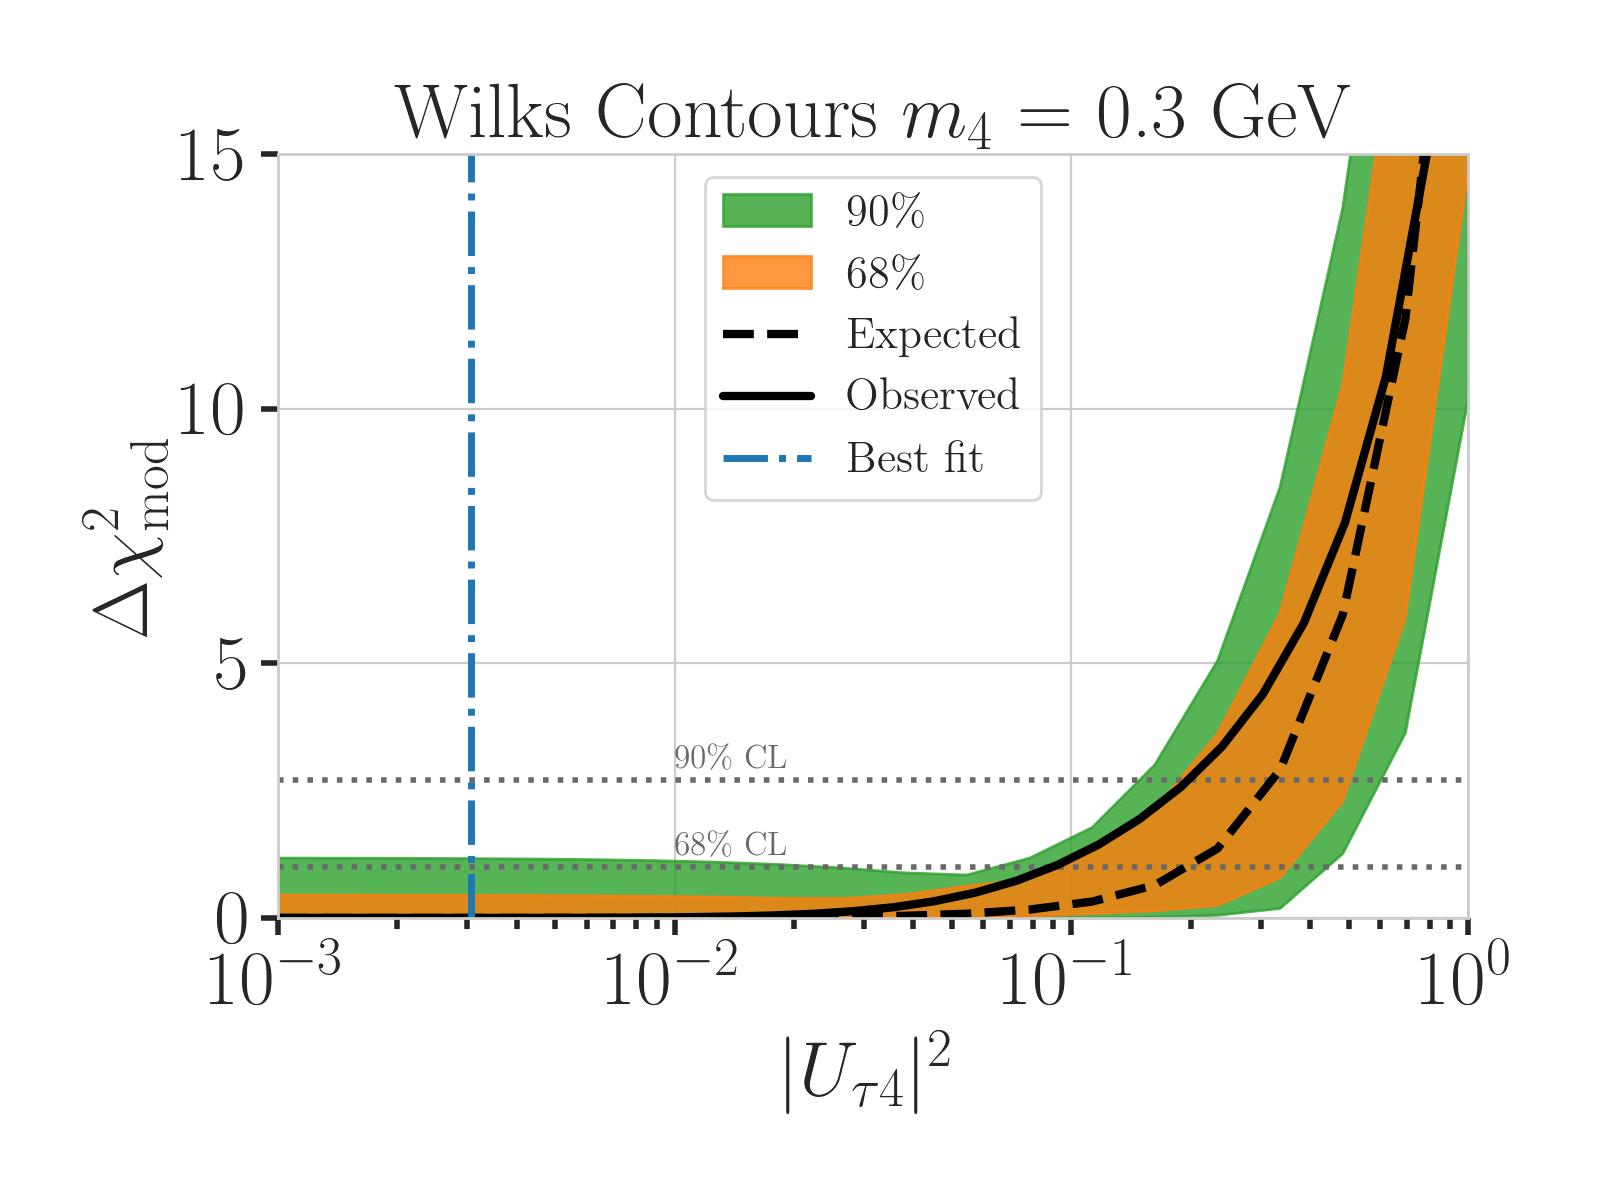 Wilks Contours m₄ = 0.3 GeV
15
10
5
0
Δχ²mod
90%
68%
Expected
Observed
Best fit
90% CL
68% CL
10⁻³
10⁻²
10⁻¹
10⁰
|Uτ4|²